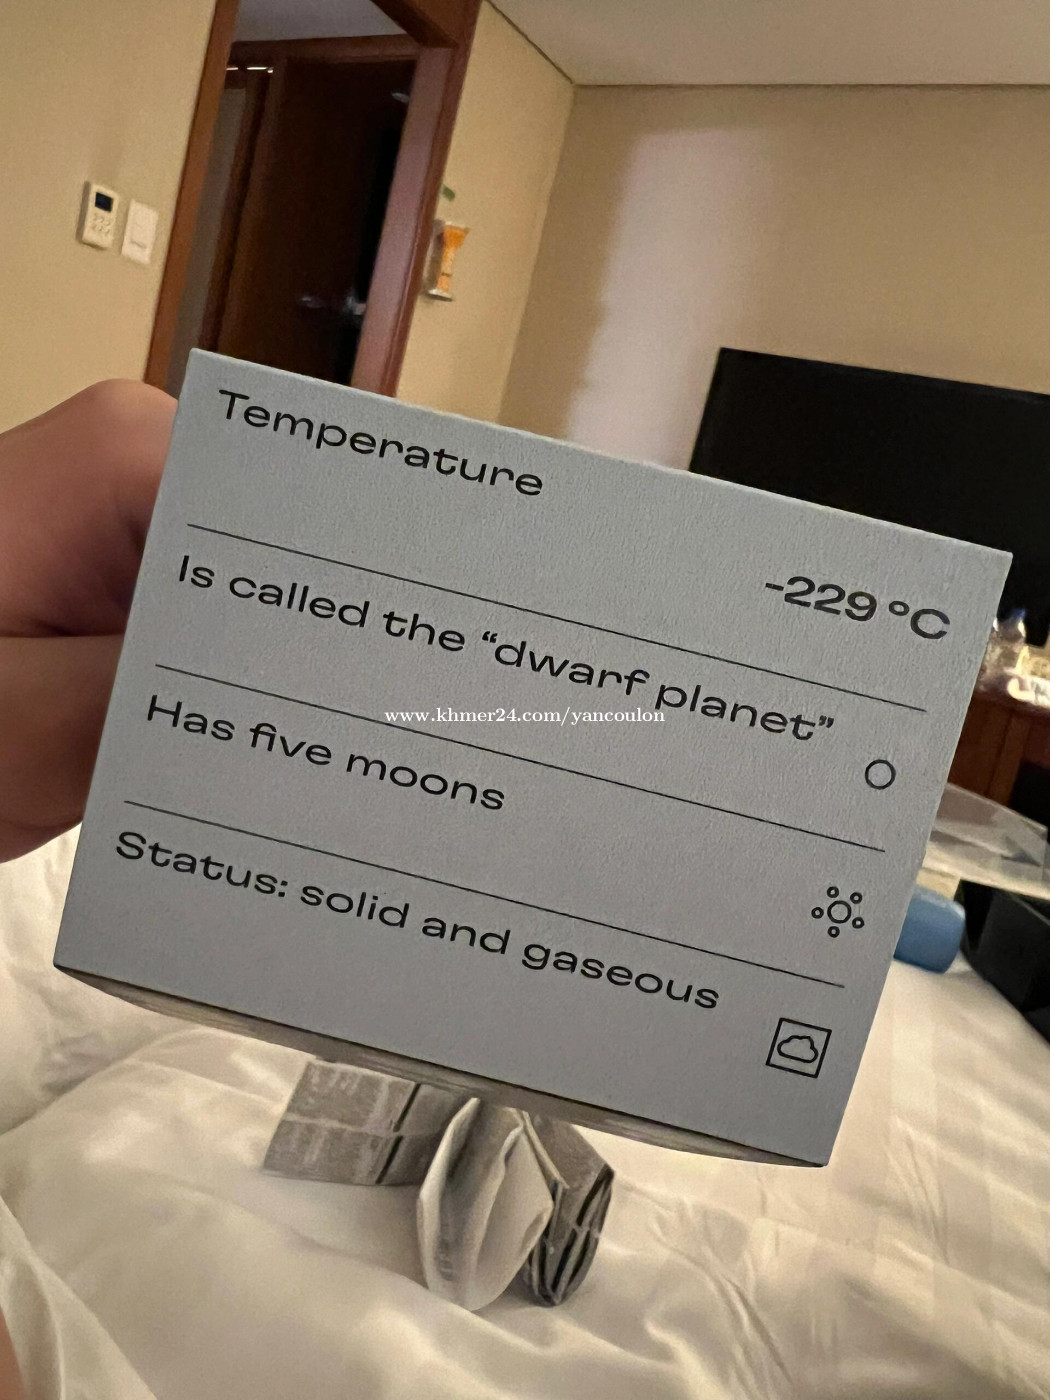 Temperature
-229 °C
Is called the “dwarf planet”
www.khmer24.com/yancoulon
Has five moons
Status: solid and gaseous